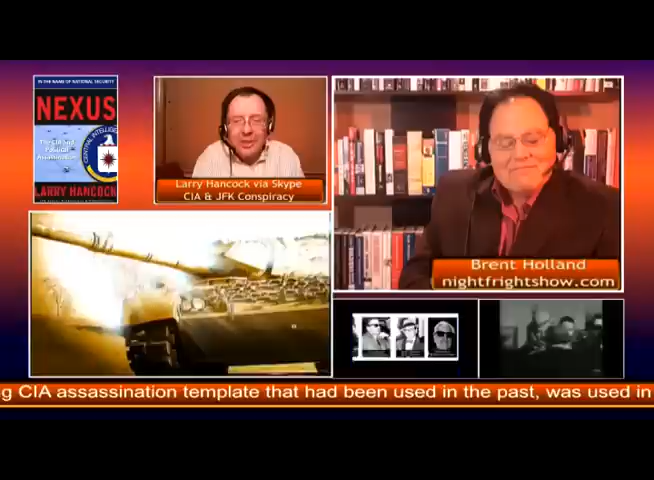 IN THE NAME OF NATIONAL SECURITY
NEXUS
The CIA and
Political
Assassination
CENTRAL INTELLIGENCE
LARRY HANCOCK
Larry Hancock via Skype
CIA & JFK Conspiracy
Brent Holland
nightfrightshow.com
g CIA assassination template that had been used in the past, was used in